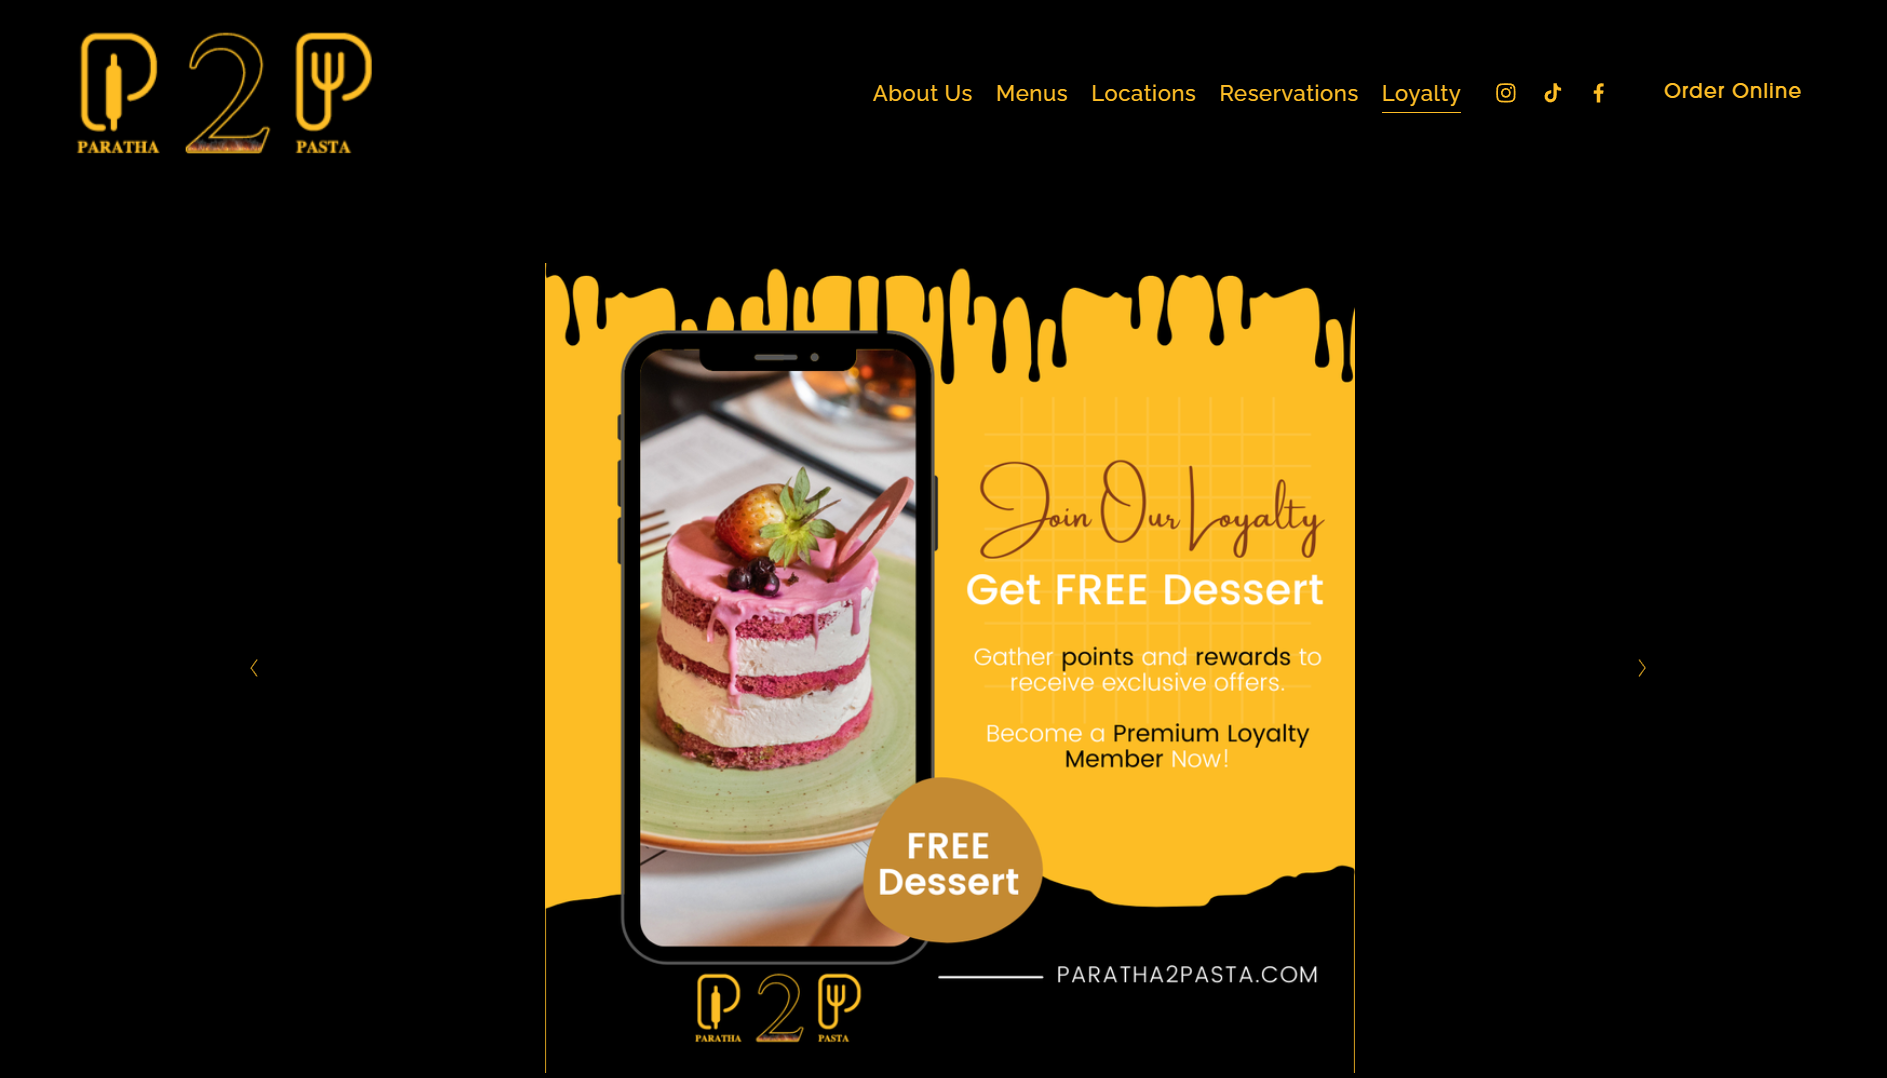 P 2 P
PARATHA PASTA
About Us Menus Locations Reservations Loyalty Order Online
Join Our Loyalty
Get FREE Dessert
Gather points and rewards to
receive exclusive offers.
Become a Premium Loyalty
Member Now!
FREE
Dessert
PARATHA2PASTA.COM
P 2 P
PARATHA PASTA